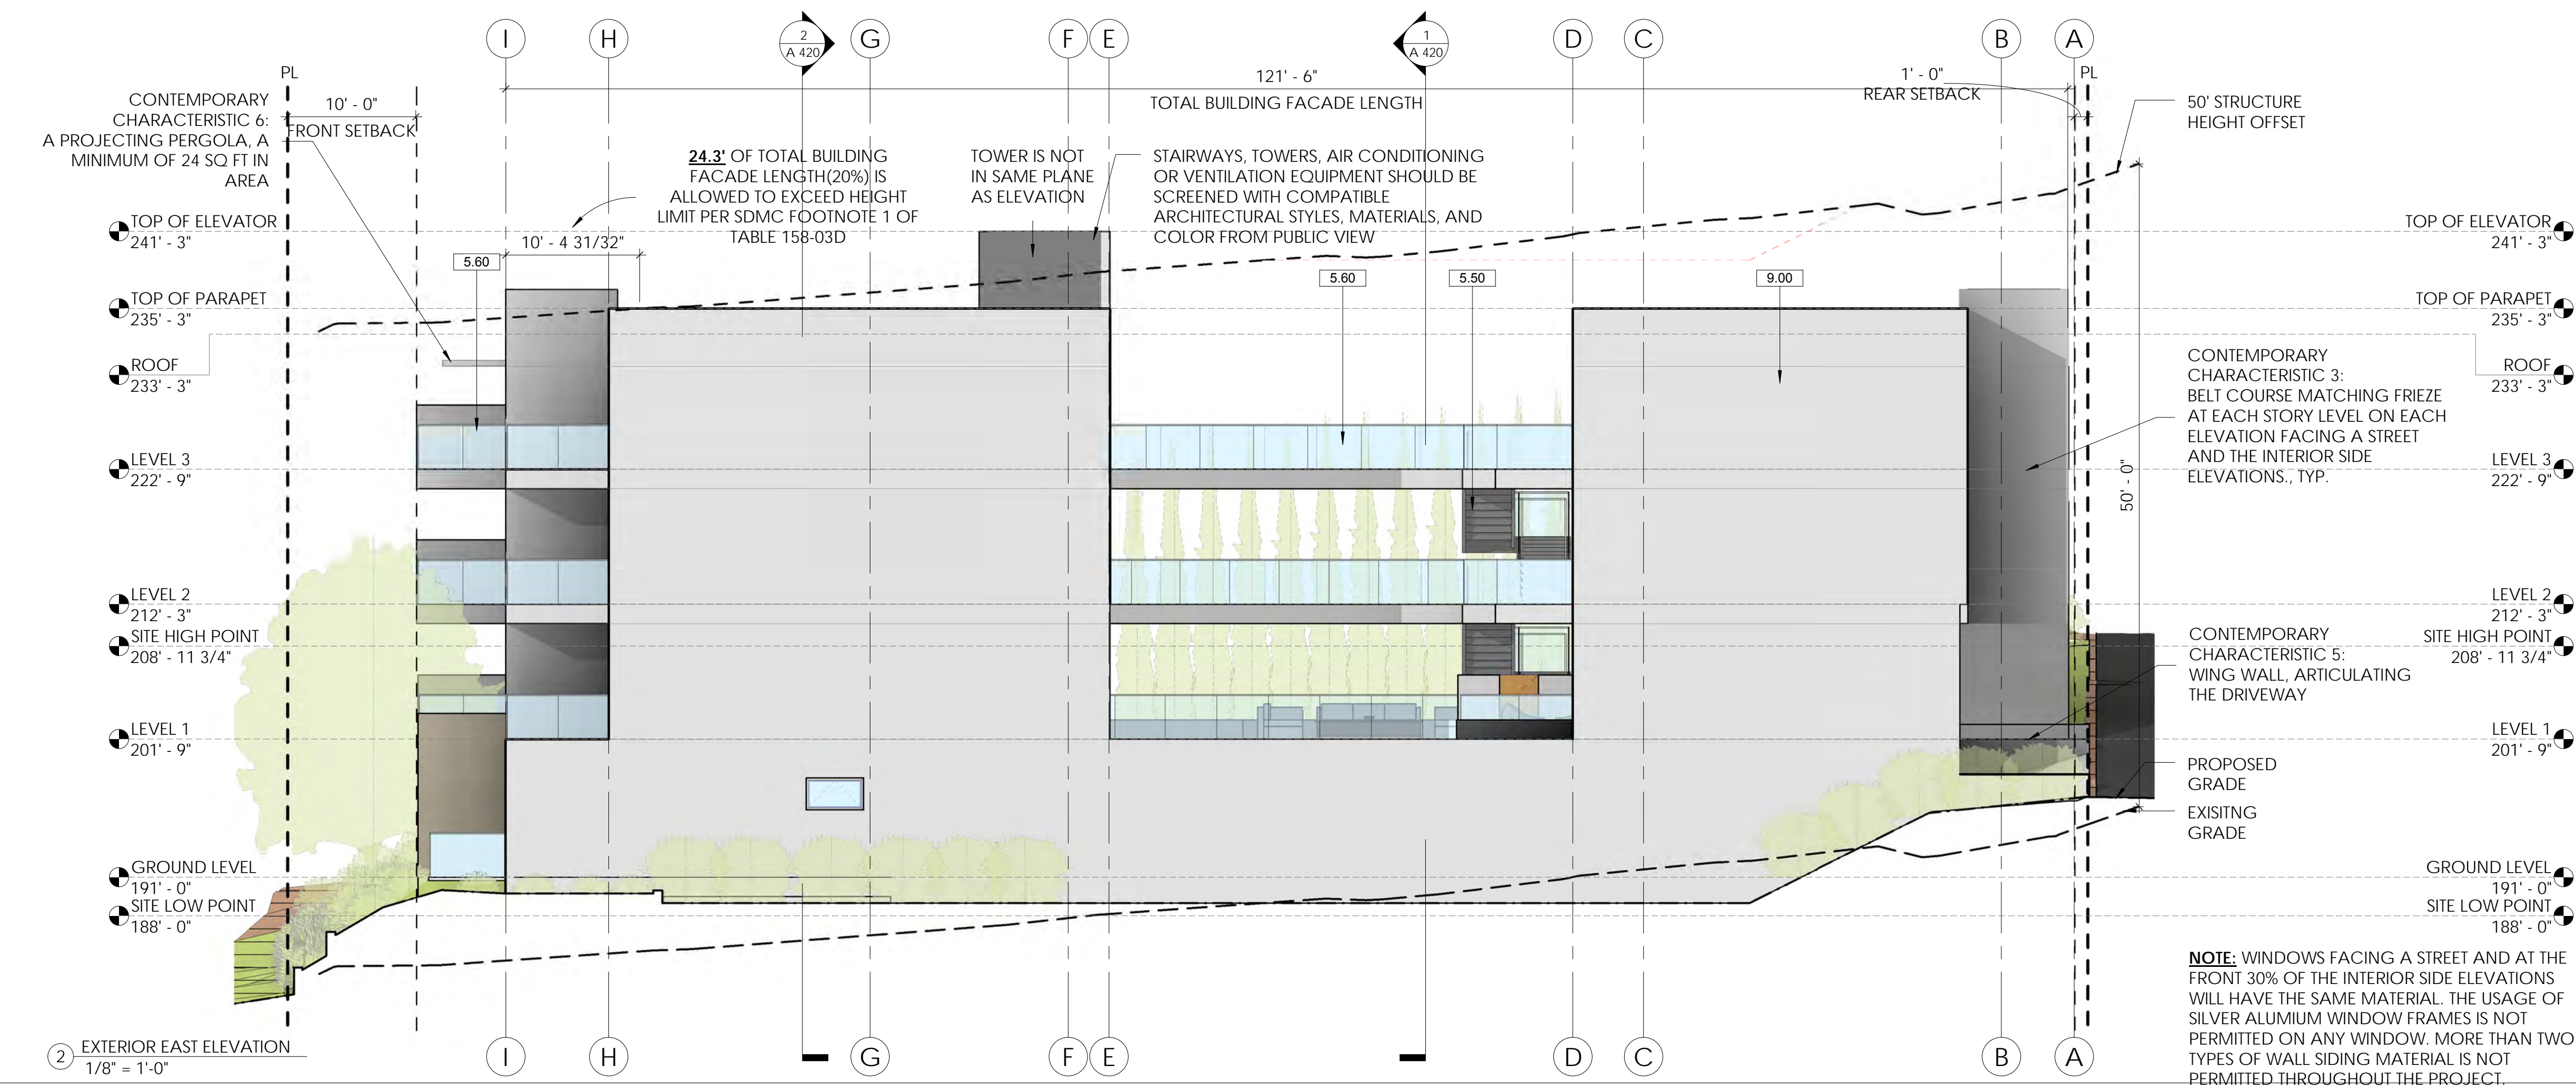 I
H
2
A 420
G
F
E
1
A 420
D
C
B
A
PL
PL
121' - 6"
TOTAL BUILDING FACADE LENGTH
1' - 0"
REAR SETBACK
10' - 0"
FRONT SETBACK
CONTEMPORARY
CHARACTERISTIC 6:
A PROJECTING PERGOLA, A
MINIMUM OF 24 SQ FT IN
AREA
50' STRUCTURE
HEIGHT OFFSET
24.3' OF TOTAL BUILDING
FACADE LENGTH(20%) IS
ALLOWED TO EXCEED HEIGHT
LIMIT PER SDMC FOOTNOTE 1 OF
TABLE 158-03D
TOWER IS NOT
IN SAME PLANE
AS ELEVATION
STAIRWAYS, TOWERS, AIR CONDITIONING
OR VENTILATION EQUIPMENT SHOULD BE
SCREENED WITH COMPATIBLE
ARCHITECTURAL STYLES, MATERIALS, AND
COLOR FROM PUBLIC VIEW
10' - 4 31/32"
5.60
5.60
5.50
9.00
TOP OF ELEVATOR
241' - 3"
TOP OF PARAPET
235' - 3"
ROOF
233' - 3"
LEVEL 3
222' - 9"
LEVEL 2
212' - 3"
SITE HIGH POINT
208' - 11 3/4"
LEVEL 1
201' - 9"
GROUND LEVEL
191' - 0"
SITE LOW POINT
188' - 0"
TOP OF ELEVATOR
241' - 3"
TOP OF PARAPET
235' - 3"
ROOF
233' - 3"
LEVEL 3
222' - 9"
LEVEL 2
212' - 3"
SITE HIGH POINT
208' - 11 3/4"
LEVEL 1
201' - 9"
GROUND LEVEL
191' - 0"
SITE LOW POINT
188' - 0"
CONTEMPORARY
CHARACTERISTIC 3:
BELT COURSE MATCHING FRIEZE
AT EACH STORY LEVEL ON EACH
ELEVATION FACING A STREET
AND THE INTERIOR SIDE
ELEVATIONS., TYP.
50' - 0"
CONTEMPORARY
CHARACTERISTIC 5:
WING WALL, ARTICULATING
THE DRIVEWAY
PROPOSED
GRADE
EXISITNG
GRADE
NOTE: WINDOWS FACING A STREET AND AT THE
FRONT 30% OF THE INTERIOR SIDE ELEVATIONS
WILL HAVE THE SAME MATERIAL. THE USAGE OF
SILVER ALUMIUM WINDOW FRAMES IS NOT
PERMITTED ON ANY WINDOW. MORE THAN TWO
TYPES OF WALL SIDING MATERIAL IS NOT
PERMITTED THROUGHOUT THE PROJECT.
2
EXTERIOR EAST ELEVATION
1/8" = 1'-0"
I
H
G
F
E
D
C
B
A